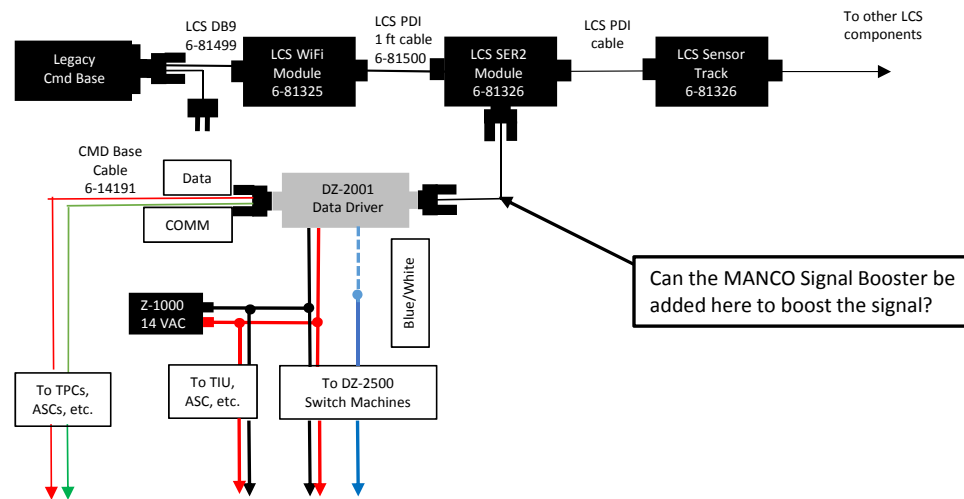 LCS DB9
6-81499
LCS PDI
1 ft cable
6-81500
LCS PDI
cable
To other LCS
components
Legacy
Cmd Base
LCS WiFi
Module
6-81325
LCS SER2
Module
6-81326
LCS Sensor
Track
6-81326
CMD Base
Cable
6-14191
Data
COMM
DZ-2001
Data Driver
Blue/White
Can the MANCO Signal Booster be
added here to boost the signal?
Z-1000
14 VAC
To TPCs,
ASCs, etc.
To TIU,
ASC, etc.
To DZ-2500
Switch Machines